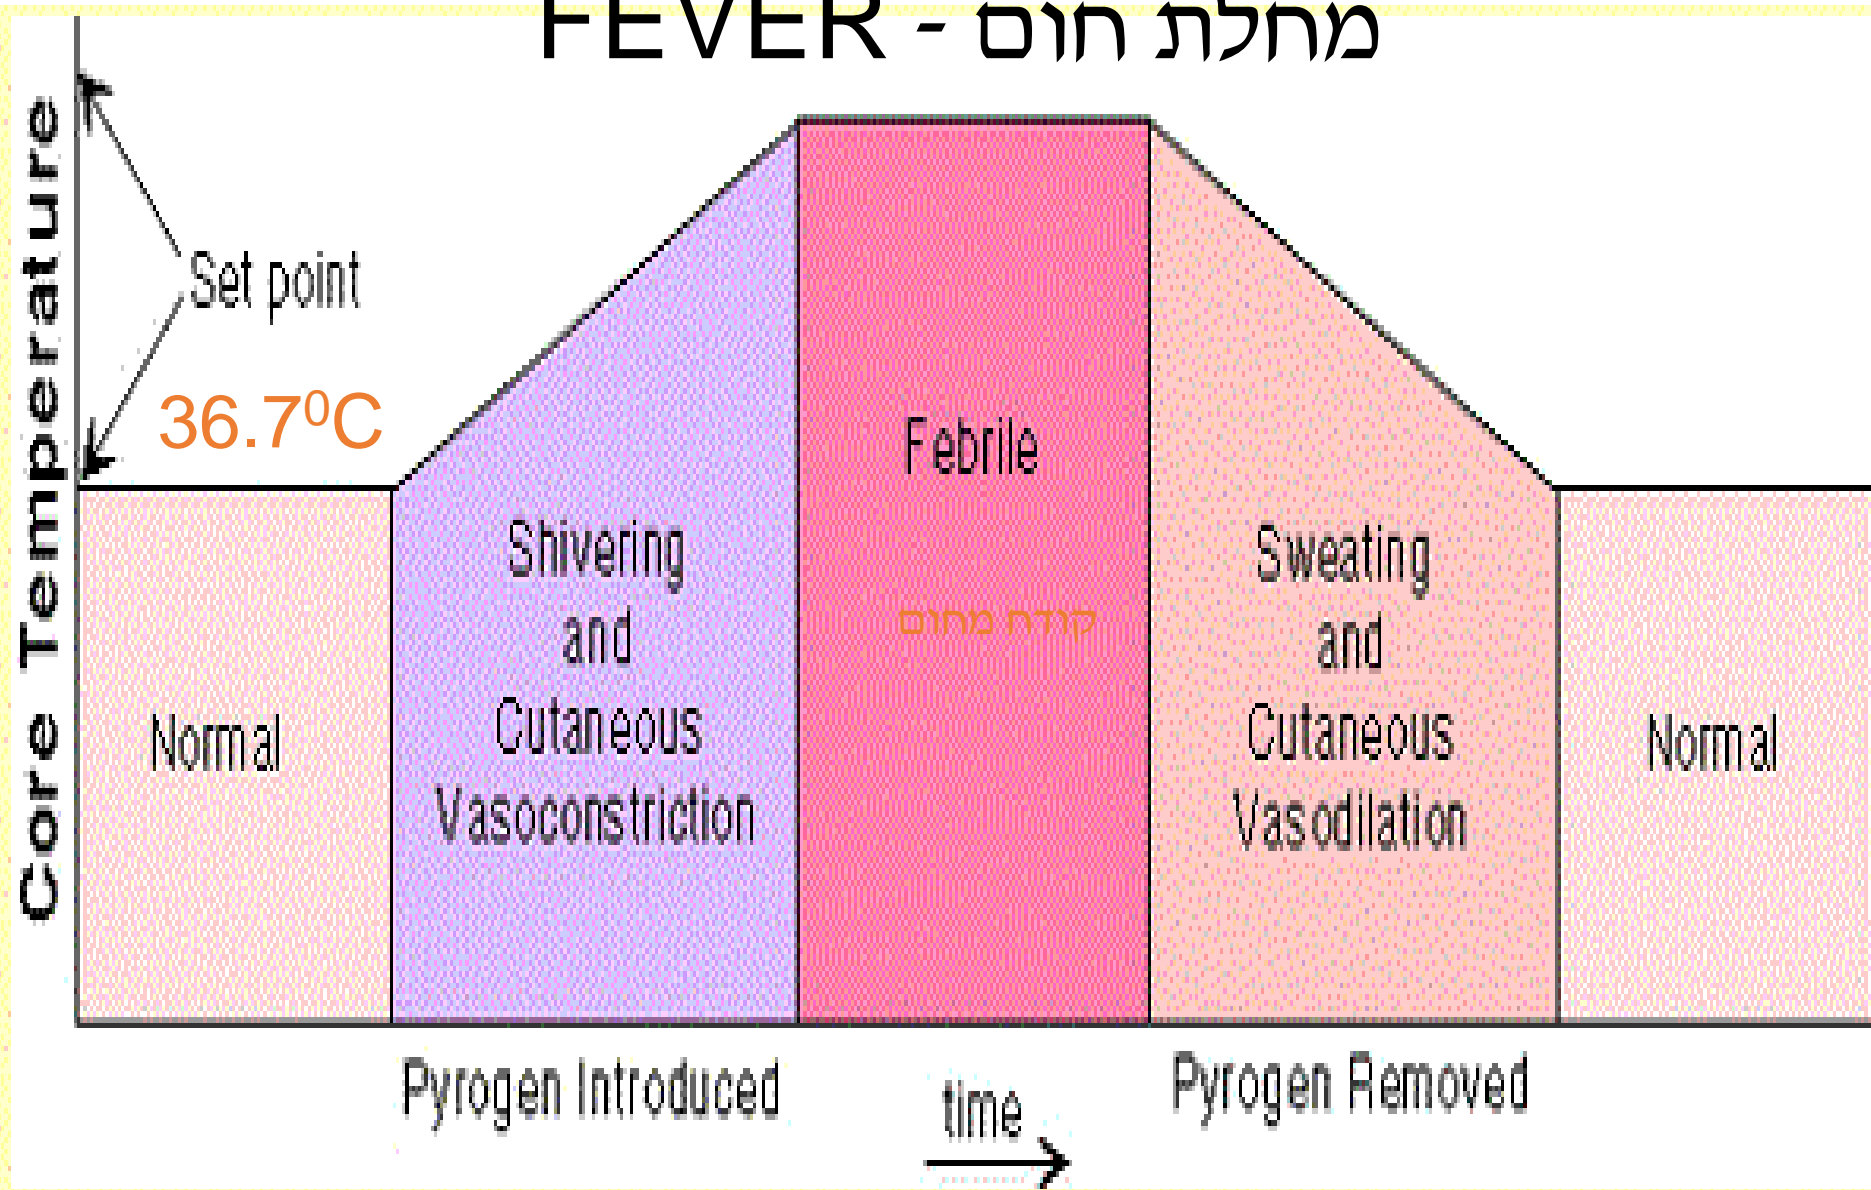 FEVER - מחלת חום
Core Temperature
Set point
36.7⁰C
Normal
Shivering
and
Cutaneous
Vasoconstriction
Febrile
קודח מחום
Sweating
and
Cutaneous
Vasodilation
Normal
Pyrogen Introduced
time
Pyrogen Removed